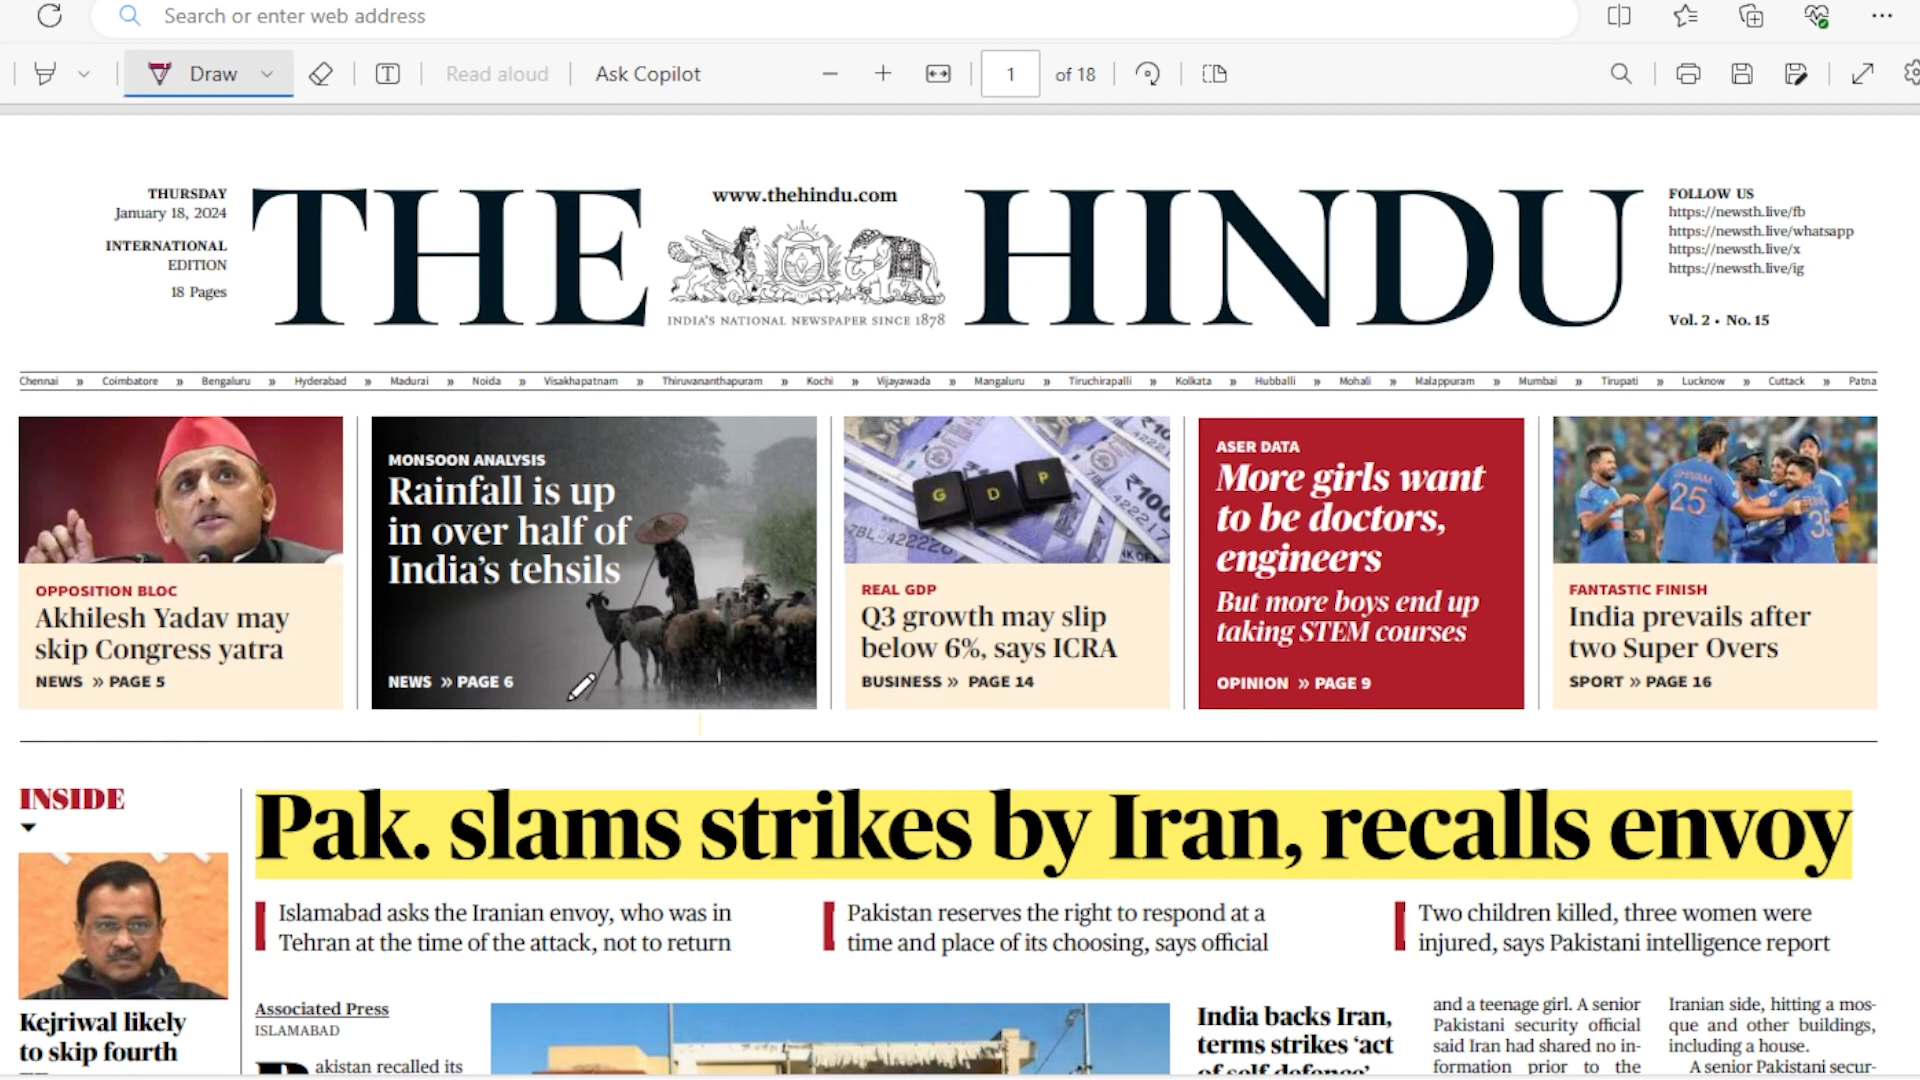 Search or enter web address
Draw
Read aloud
Ask Copilot
1
of 18
THURSDAY
January 18, 2024
INTERNATIONAL
EDITION
18 Pages
THE HINDU
www.thehindu.com
INDIA'S NATIONAL NEWSPAPER SINCE 1878
FOLLOW US
https://newsth.live/fb
https://newsth.live/whatsapp
https://newsth.live/x
https://newsth.live/ig
Vol. 2 • No. 15
Chennai » Coimbatore » Bengaluru » Hyderabad » Madurai » Noida » Visakhapatnam » Thiruvananthapuram » Kochi » Vijayawada » Mangaluru » Tiruchirapalli » Kolkata » Hubballi » Mohali » Malappuram » Mumbai » Tirupati » Lucknow » Cuttack » Patna
OPPOSITION BLOC
Akhilesh Yadav may
skip Congress yatra
NEWS » PAGE 5
MONSOON ANALYSIS
Rainfall is up
in over half of
India's tehsils
NEWS » PAGE 6
G D P
REAL GDP
Q3 growth may slip
below 6%, says ICRA
BUSINESS » PAGE 14
ASER DATA
More girls want
to be doctors,
engineers
But more boys end up
taking STEM courses
OPINION » PAGE 9
SHIVAM
25
FANTASTIC FINISH
India prevails after
two Super Overs
SPORT » PAGE 16
INSIDE
Kejriwal likely
to skip fourth
Pak. slams strikes by Iran, recalls envoy
Islamabad asks the Iranian envoy, who was in
Tehran at the time of the attack, not to return
Pakistan reserves the right to respond at a
time and place of its choosing, says official
Two children killed, three women were
injured, says Pakistani intelligence report
Associated Press
ISLAMABAD
Pakistan recalled its
India backs Iran,
terms strikes 'act
of self defence'
and a teenage girl. A senior
Pakistani security official
said Iran had shared no in-
formation prior to the
Iranian side, hitting a mos-
que and other buildings,
including a house.
A senior Pakistani secur-